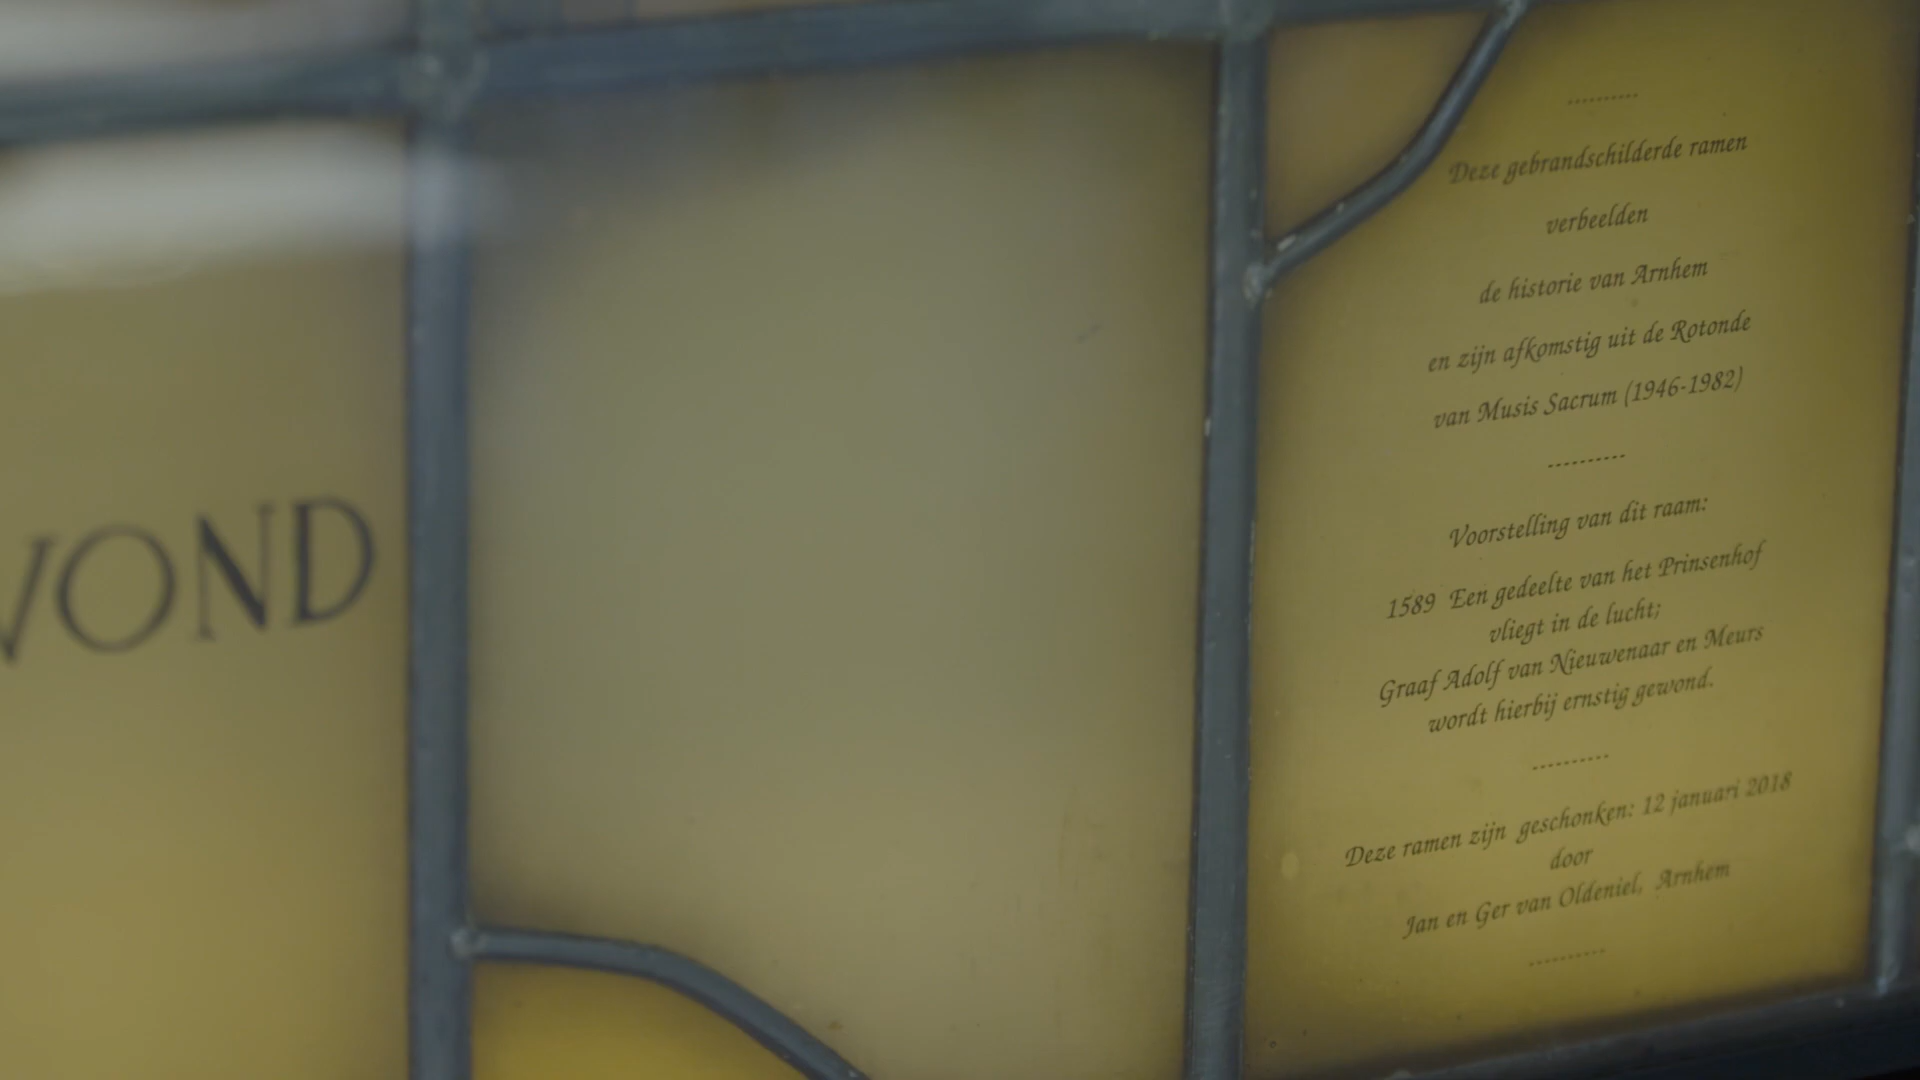 VOND
----------
Deze gebrandschilderde ramen
verbeelden
de historie van Arnhem
en zijn afkomstig uit de Rotonde
van Musis Sacrum (1946-1982)
----------
Voorstelling van dit raam:
1589 Een gedeelte van het Prinsenhof
vliegt in de lucht;
Graaf Adolf van Nieuwenaar en Meurs
wordt hierbij ernstig gewond.
----------
Deze ramen zijn geschonken: 12 januari 2018
door
Jan en Ger van Oldeniel, Arnhem
----------